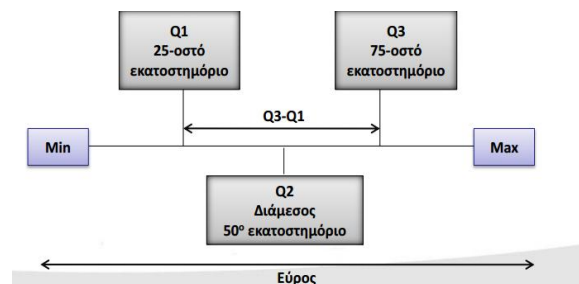 Q1
25-οστό
εκατοστημόριο
Q3
75-οστό
εκατοστημόριο
Q3-Q1
Min
Max
Q2
Διάμεσος
50ο εκατοστημόριο
Εύρος